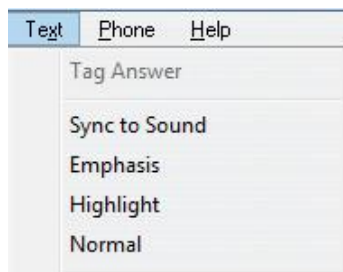 Text Phone Help
Tag Answer
Sync to Sound
Emphasis
Highlight
Normal